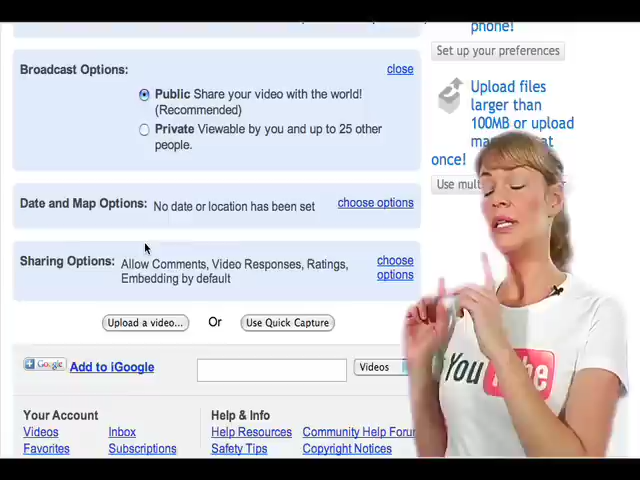 phone!
Set up your preferences
Broadcast Options:
close
Public Share your video with the world!
(Recommended)
Private Viewable by you and up to 25 other
people.
Upload files
larger than
100MB or upload
at
once!
Date and Map Options:
No date or location has been set
choose options
Sharing Options:
Allow Comments, Video Responses, Ratings,
Embedding by default
choose
options
Upload a video...
Or
Use Quick Capture
Google
Add to iGoogle
Videos
You
Your Account
Help & Info
Videos
Inbox
Help Resources
Community Help
Favorites
Subscriptions
Safety Tips
Copyright Notices